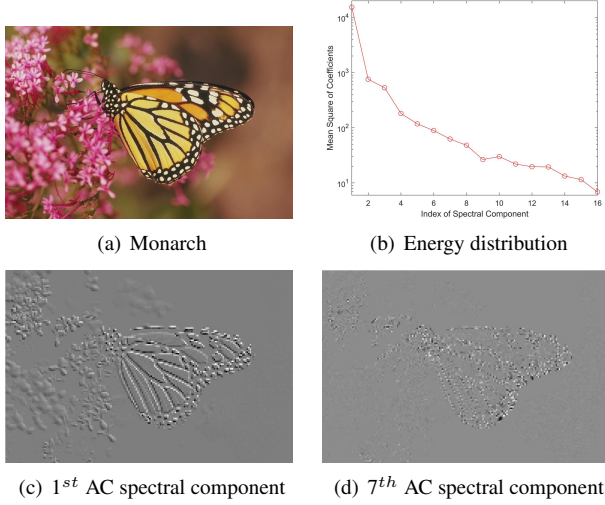 10^4
10^3
10^2
10^1
Mean Square of Coefficients
2 4 6 8 10 12 14 16
Index of Spectral Component
(a) Monarch
(b) Energy distribution
(c) 1^st AC spectral component
(d) 7^th AC spectral component